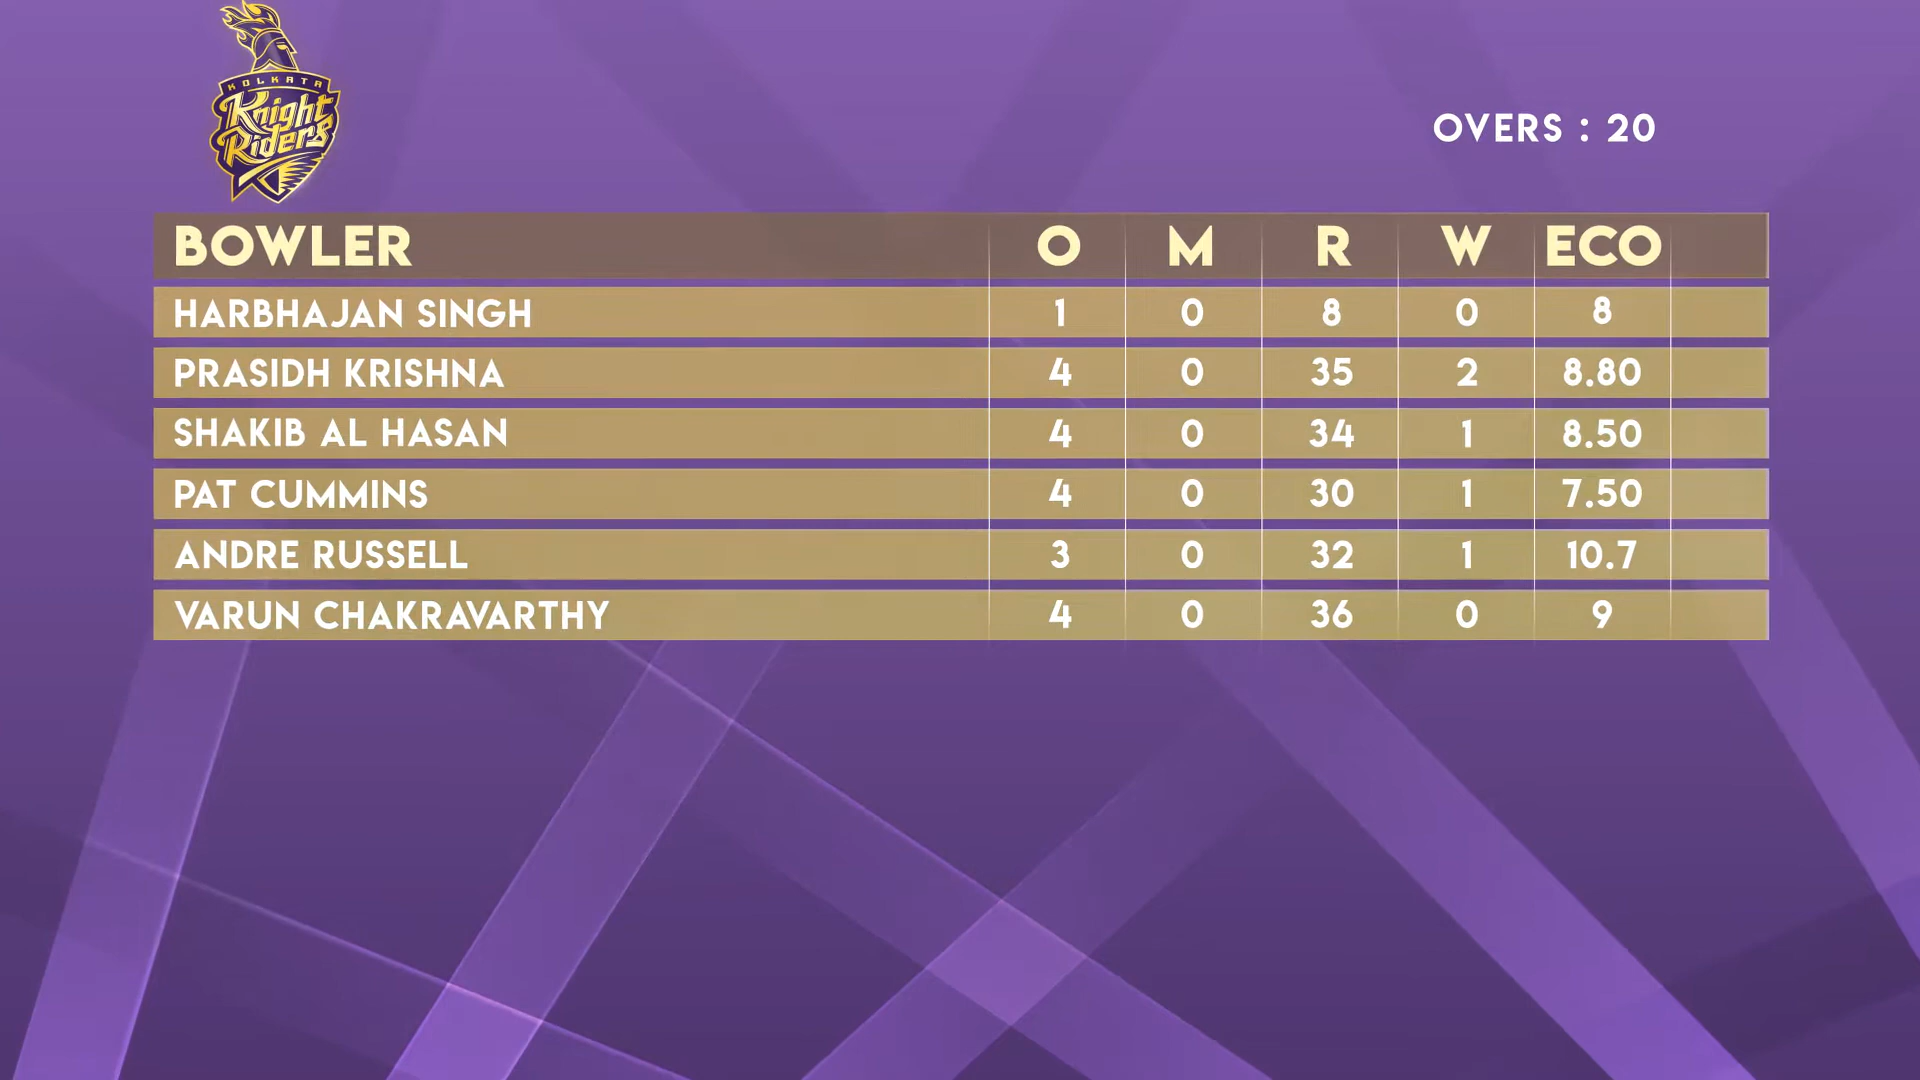 KOLKATA
Knight
Riders
OVERS : 20
BOWLER O M R W ECO
HARBHAJAN SINGH 1 0 8 0 8
PRASIDH KRISHNA 4 0 35 2 8.80
SHAKIB AL HASAN 4 0 34 1 8.50
PAT CUMMINS 4 0 30 1 7.50
ANDRE RUSSELL 3 0 32 1 10.7
VARUN CHAKRAVARTHY 4 0 36 0 9